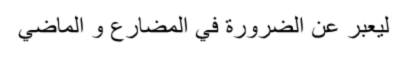 ليعبر عن الضرورة في المضارع و الماضي